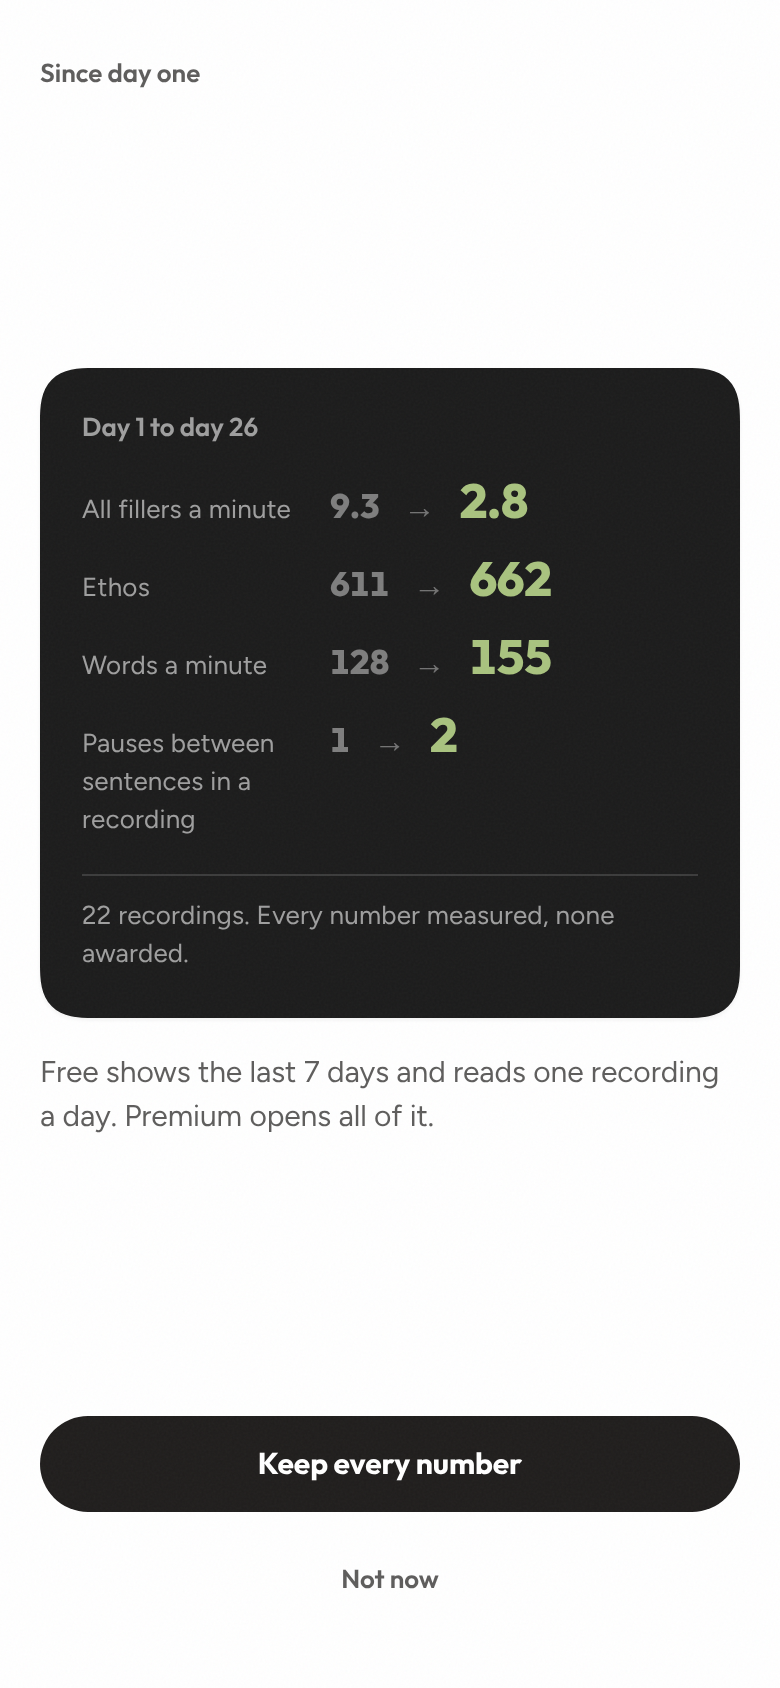 Since day one
Day 1 to day 26
All fillers a minute 9.3 → 2.8
Ethos 611 → 662
Words a minute 128 → 155
Pauses between 1 → 2
sentences in a
recording
22 recordings. Every number measured, none
awarded.
Free shows the last 7 days and reads one recording
a day. Premium opens all of it.
Keep every number
Not now